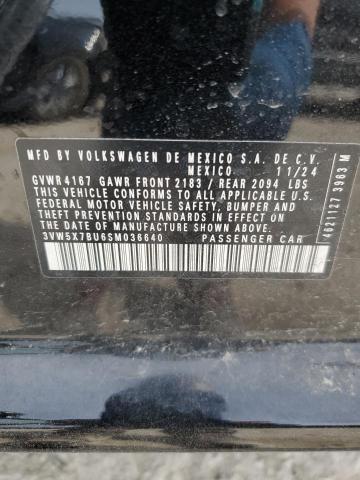 MFD BY VOLKSWAGEN DE MEXICO S.A. DE C.V.
MEXICO 11/24
GVWR 4167 GAWR FRONT 2183 / REAR 2094 LBS
THIS VEHICLE CONFORMS TO ALL APPLICABLE U.S.
FEDERAL MOTOR VEHICLE SAFETY, BUMPER AND
THEFT PREVENTION STANDARDS IN EFFECT ON THE
DATE OF MANUFACTURE SHOWN ABOVE.
3VW5X7BU6SM036640 PASSENGER CAR
46211127 3963 M